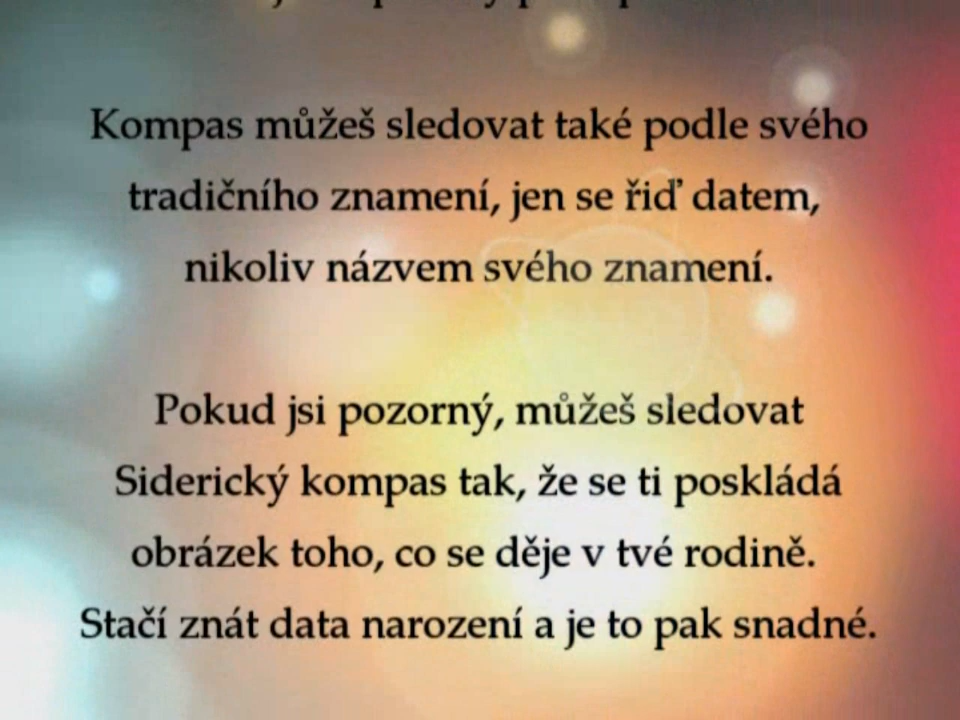 Kompas můžeš sledovat také podle svého
tradičního znamení, jen se řiď datem,
nikoliv názvem svého znamení.
Pokud jsi pozorný, můžeš sledovat
Siderický kompas tak, že se ti poskládá
obrázek toho, co se děje v tvé rodině.
Stačí znát data narození a je to pak snadné.